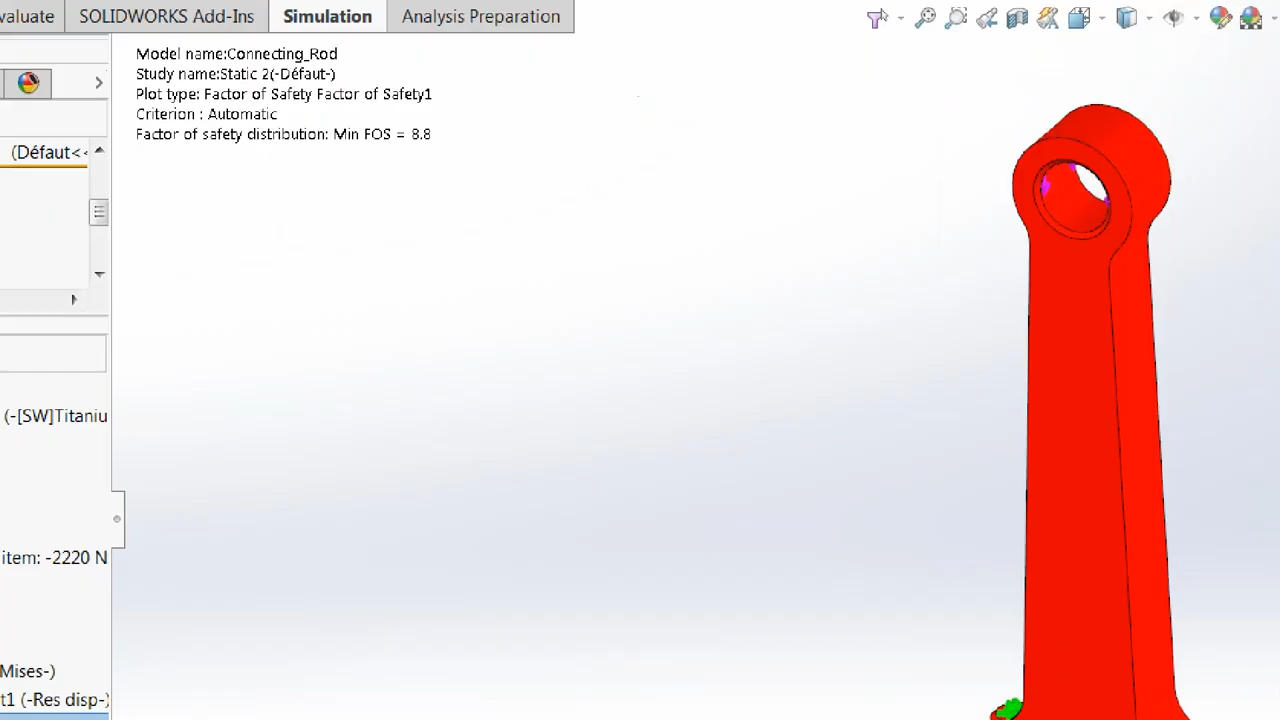 valuate SOLIDWORKS Add-Ins Simulation Analysis Preparation
Model name:Connecting_Rod
Study name:Static 2(-Défaut-)
Plot type: Factor of Safety Factor of Safety1
Criterion : Automatic
Factor of safety distribution: Min FOS = 8.8
(Défaut<<
(-[SW]Titaniu
item: -2220 N
Mises-)
t1 (-Res disp-)